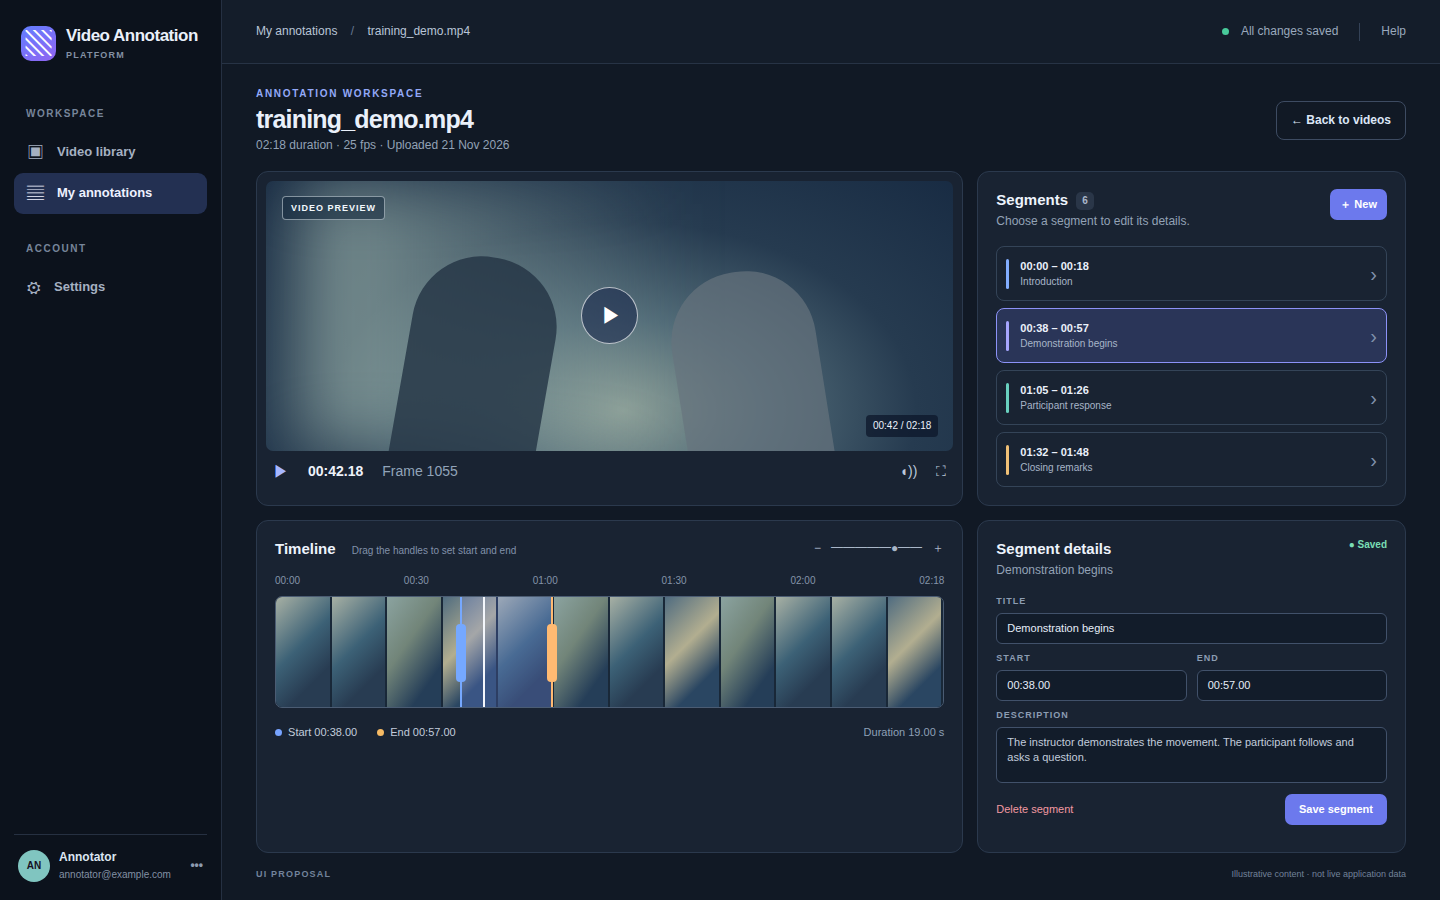 Video Annotation
PLATFORM
WORKSPACE
Video library
My annotations
ACCOUNT
Settings
AN
Annotator
annotator@example.com
•••
My annotations / training_demo.mp4
All changes saved
Help
ANNOTATION WORKSPACE
training_demo.mp4
02:18 duration · 25 fps · Uploaded 21 Nov 2026
← Back to videos
VIDEO PREVIEW
00:42 / 02:18
00:42.18 Frame 1055
Segments 6
Choose a segment to edit its details.
+ New
00:00 – 00:18
Introduction
00:38 – 00:57
Demonstration begins
01:05 – 01:26
Participant response
01:32 – 01:48
Closing remarks
Timeline Drag the handles to set start and end
− +
00:00 00:30 01:00 01:30 02:00 02:18
Start 00:38.00 End 00:57.00 Duration 19.00 s
Segment details
● Saved
Demonstration begins
TITLE
Demonstration begins
START END
00:38.00 00:57.00
DESCRIPTION
The instructor demonstrates the movement. The participant follows and
asks a question.
Delete segment
Save segment
UI PROPOSAL
Illustrative content · not live application data